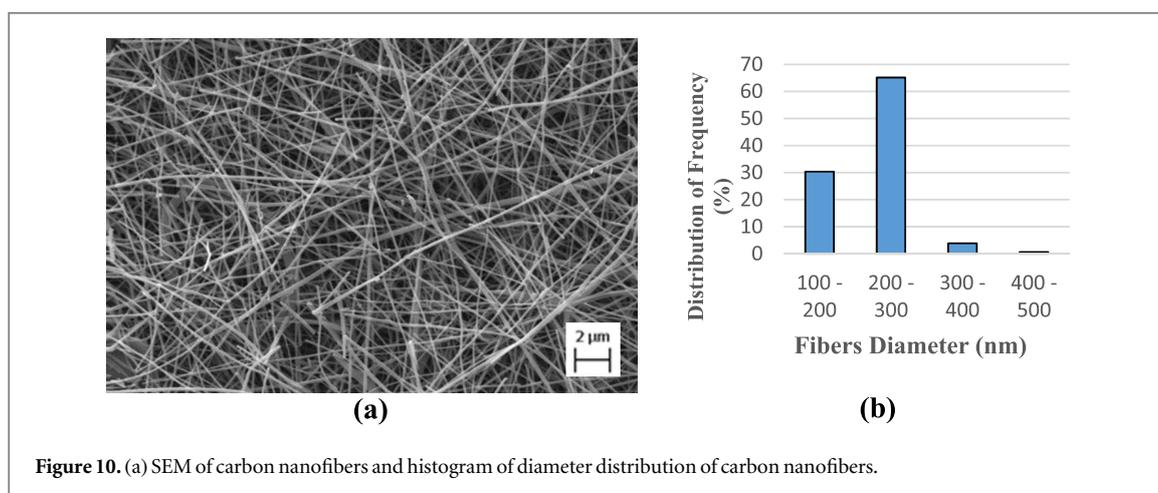 2 µm
(a)
70
60
50
40
30
20
10
0
Distribution of Frequency
(%)
100 -
200
200 -
300
300 -
400
400 -
500
Fibers Diameter (nm)
(b)
Figure 10. (a) SEM of carbon nanofibers and histogram of diameter distribution of carbon nanofibers.